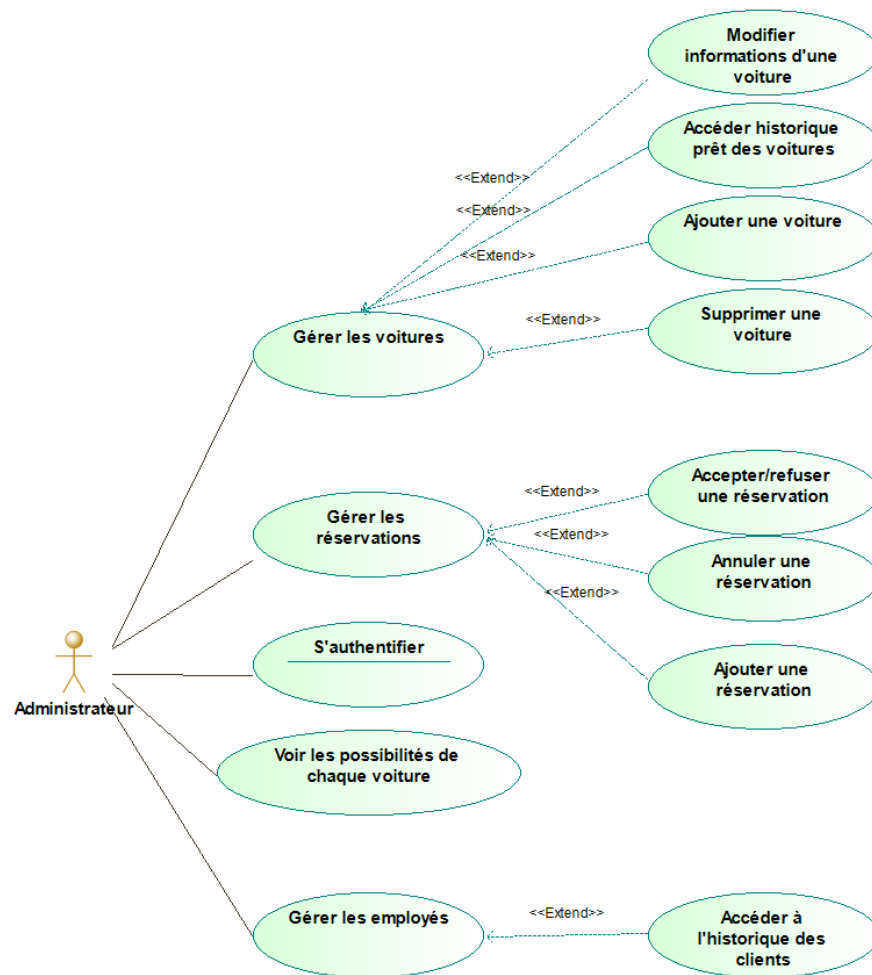 Modifier
informations d'une
voiture
Accéder historique
prêt des voitures
<<Extend>>
<<Extend>>
Ajouter une voiture
<<Extend>>
Supprimer une
voiture
<<Extend>>
Gérer les voitures
Accepter/refuser
une réservation
<<Extend>>
Gérer les
réservations
<<Extend>>
Annuler une
réservation
<<Extend>>
S'authentifier
Ajouter une
réservation
Administrateur
Voir les possibilités de
chaque voiture
Gérer les employés
<<Extend>>
Accéder à
l'historique des
clients